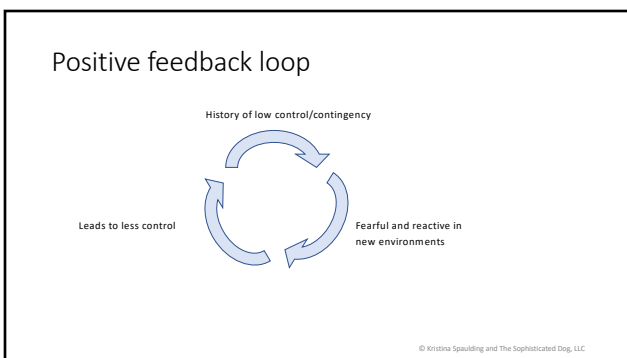 Positive feedback loop
History of low control/contingency
Leads to less control
Fearful and reactive in
new environments
© Kristina Spaulding and The Sophisticated Dog, LLC